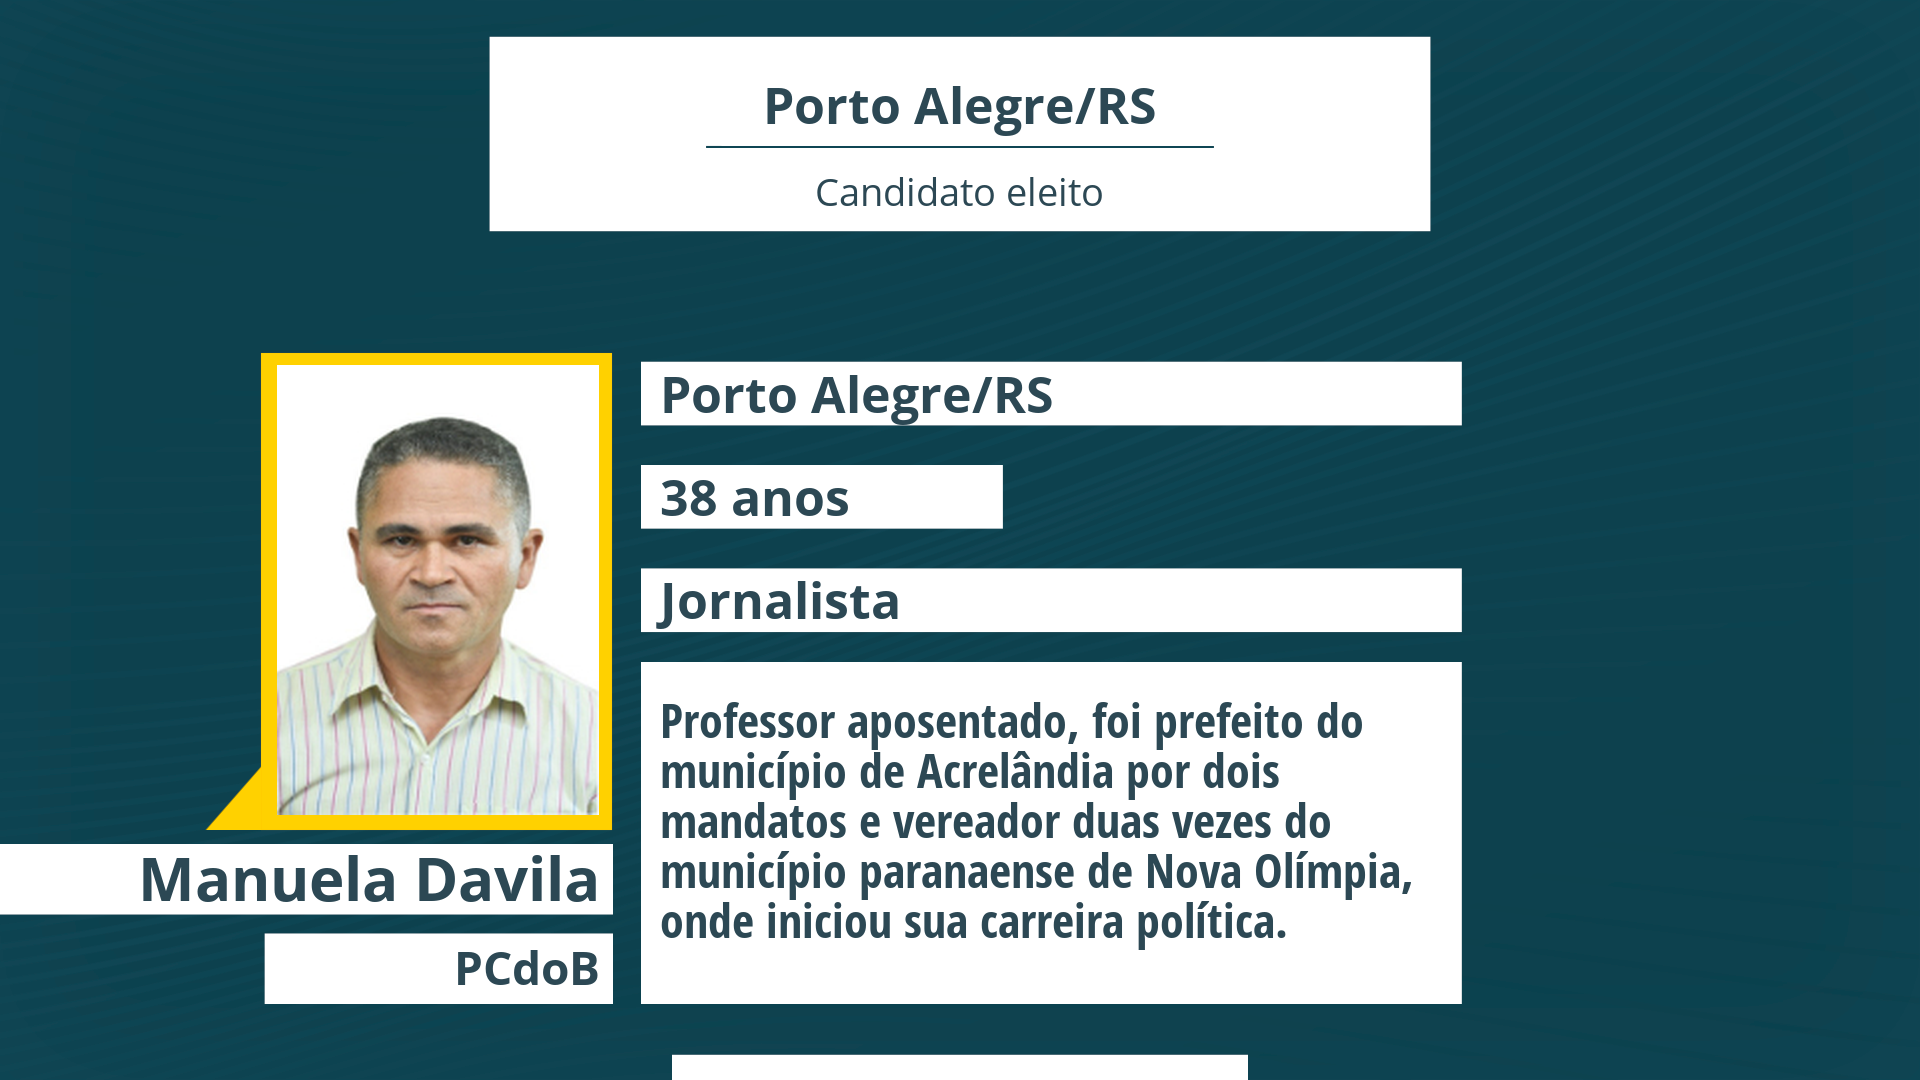 Porto Alegre/RS
Candidato eleito
Porto Alegre/RS
38 anos
Jornalista
Professor aposentado, foi prefeito do
município de Acrelândia por dois
mandatos e vereador duas vezes do
município paranaense de Nova Olímpia,
onde iniciou sua carreira política.
Manuela Davila
PCdoB